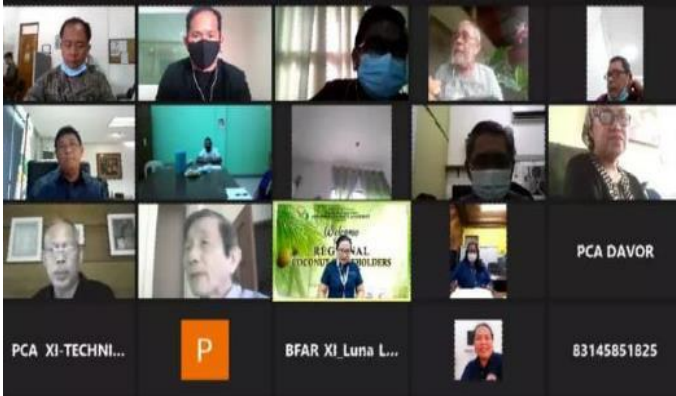 Welcome
REGIONAL
COCONUT STAKEHOLDERS
PCA DAVOR
PCA XI-TECHNI...
P
BFAR XI_Luna L...
83145851825